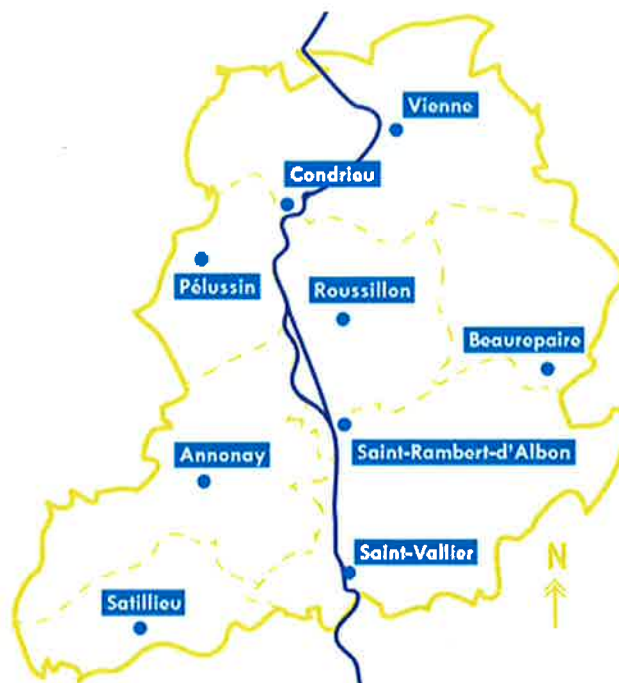 Vienne
Condrieu
Pélussin
Roussillon
Beaurepaire
Annonay
Saint-Rambert-d'Albon
Saint-Vallier
N
Satillieu